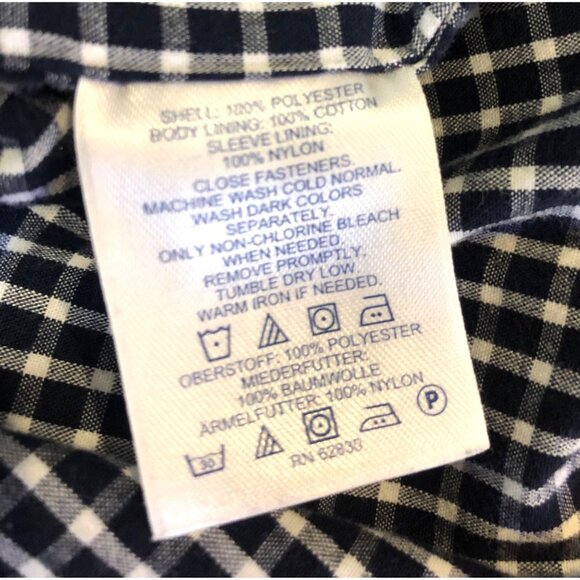 SHELL: 100% POLYESTER
BODY LINING: 100% COTTON
SLEEVE LINING:
100% NYLON
CLOSE FASTENERS.
MACHINE WASH COLD NORMAL.
WASH DARK COLORS
SEPARATELY.
ONLY NON-CHLORINE BLEACH
WHEN NEEDED.
REMOVE PROMPTLY.
TUMBLE DRY LOW.
WARM IRON IF NEEDED.
OBERSTOFF: 100% POLYESTER
MIEDERFUTTER:
100% BAUMWOLLE
ÄRMELFUTTER: 100% NYLON
30 P
RN 62830